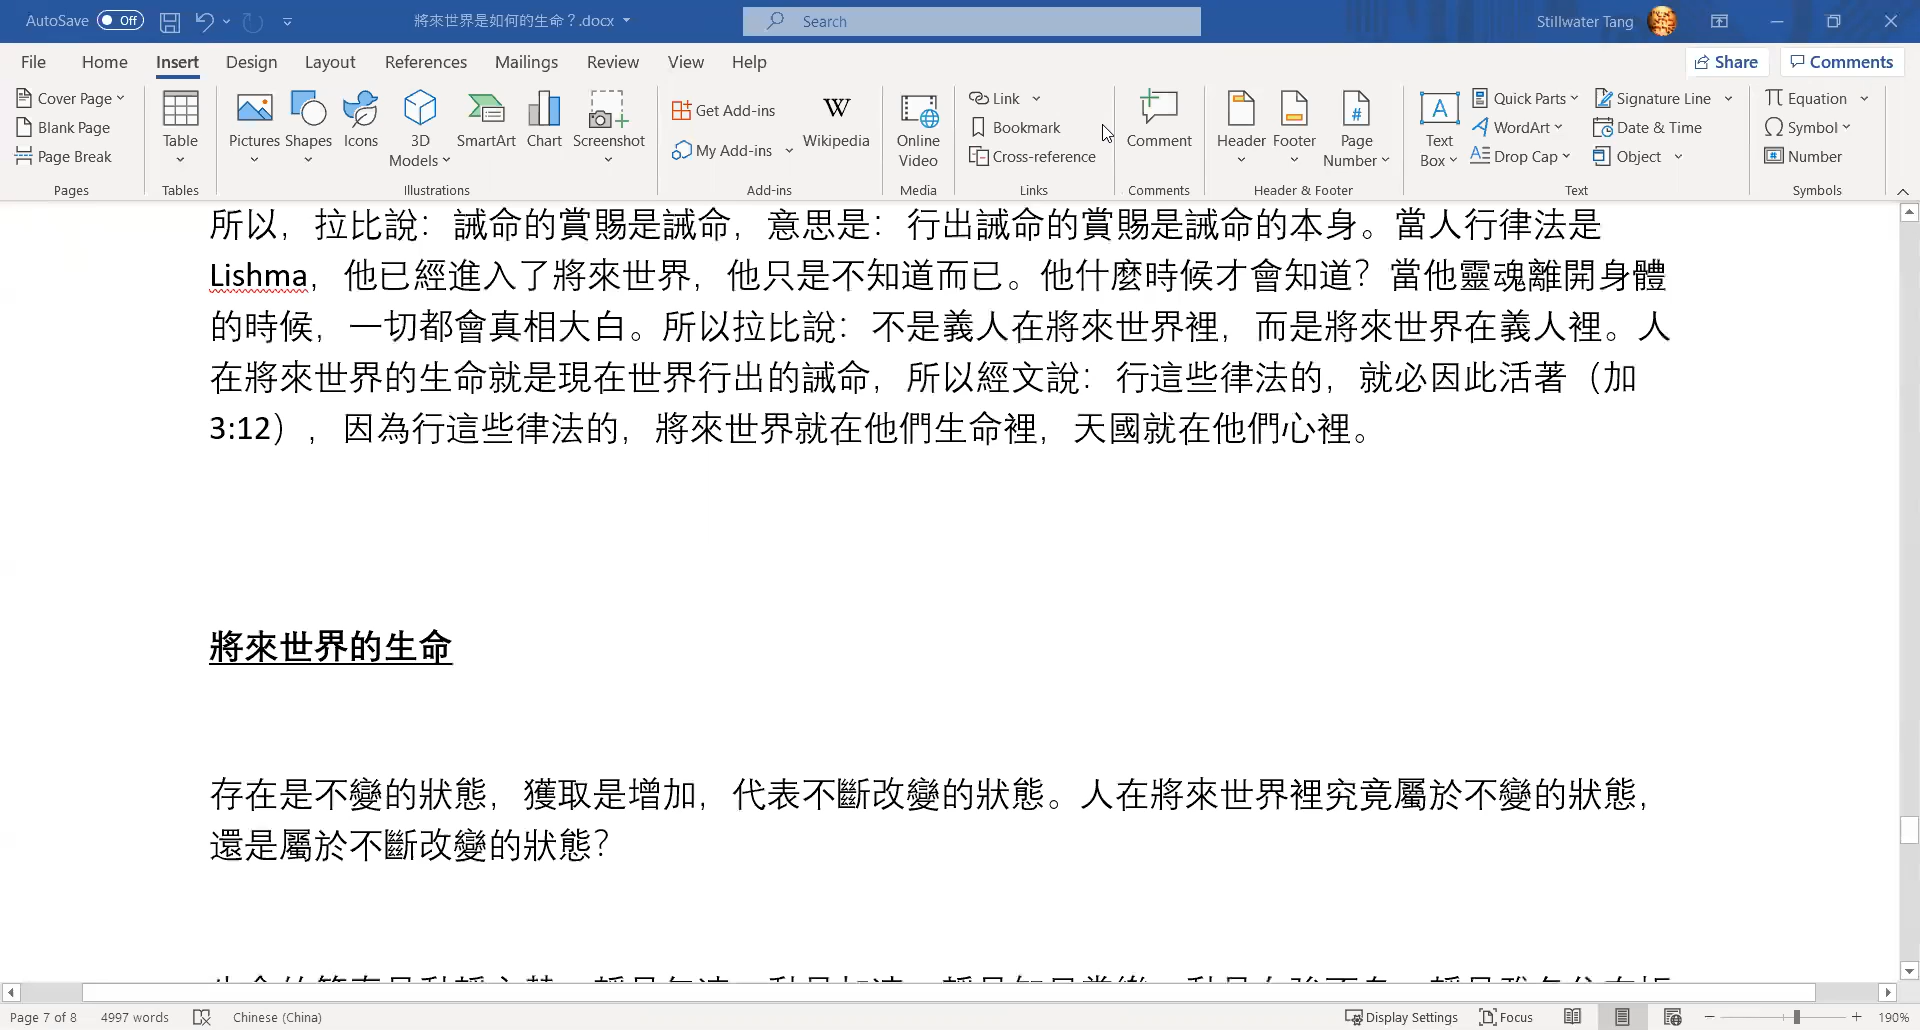 AutoSave Off 將來世界是如何的生命？.docx Search Stillwater Tang
File Home Insert Design Layout References Mailings Review View Help Share Comments
Cover Page
Blank Page
Page Break
Pages
Table
Tables
Pictures Shapes Icons 3D Models SmartArt Chart Screenshot
Illustrations
Get Add-ins
My Add-ins
Wikipedia
Add-ins
Online Video
Media
Link
Bookmark
Cross-reference
Links
Comment
Comments
Header Footer Page Number
Header & Footer
Text Box
Quick Parts
WordArt
Drop Cap
Signature Line
Date & Time
Object
Text
Equation
Symbol
Number
Symbols
所以，拉比說：誡命的賞賜是誡命，意思是：行出誡命的賞賜是誡命的本身。當人行律法是
Lishma，他已經進入了將來世界，他只是不知道而已。他什麼時候才會知道？當他靈魂離開身體
的時候，一切都會真相大白。所以拉比說：不是義人在將來世界裡，而是將來世界在義人裡。人
在將來世界的生命就是現在世界行出的誡命，所以經文說：行這些律法的，就必因此活著（加
3:12），因為行這些律法的，將來世界就在他們生命裡，天國就在他們心裡。
將來世界的生命
存在是不變的狀態，獲取是增加，代表不斷改變的狀態。人在將來世界裡究竟屬於不變的狀態，
還是屬於不斷改變的狀態？
Page 7 of 8 4997 words Chinese (China) Display Settings Focus 190%